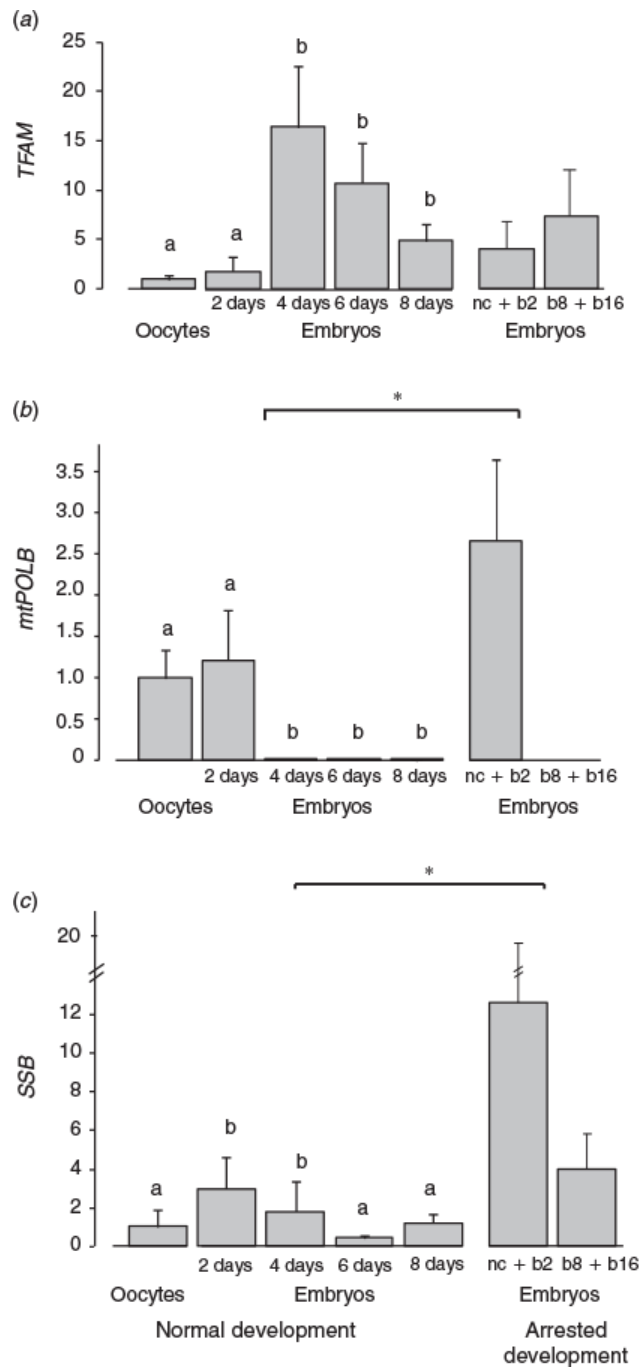 (a)
25
b
20
b
15
TFAM
10
b
5
a
a
0
2 days 4 days 6 days 8 days nc + b2 b8 + b16
Oocytes Embryos Embryos
(b)
*
3.5
3.0
2.5
mtPOLB
2.0
a
a
1.5
1.0
0.5
b b b
0
2 days 4 days 6 days 8 days nc + b2 b8 + b16
Oocytes Embryos Embryos
(c)
*
20
12
10
SSB
8
6
b
4
b
a
a a
2
0
2 days 4 days 6 days 8 days nc + b2 b8 + b16
Oocytes Embryos Embryos
Normal development Arrested
development